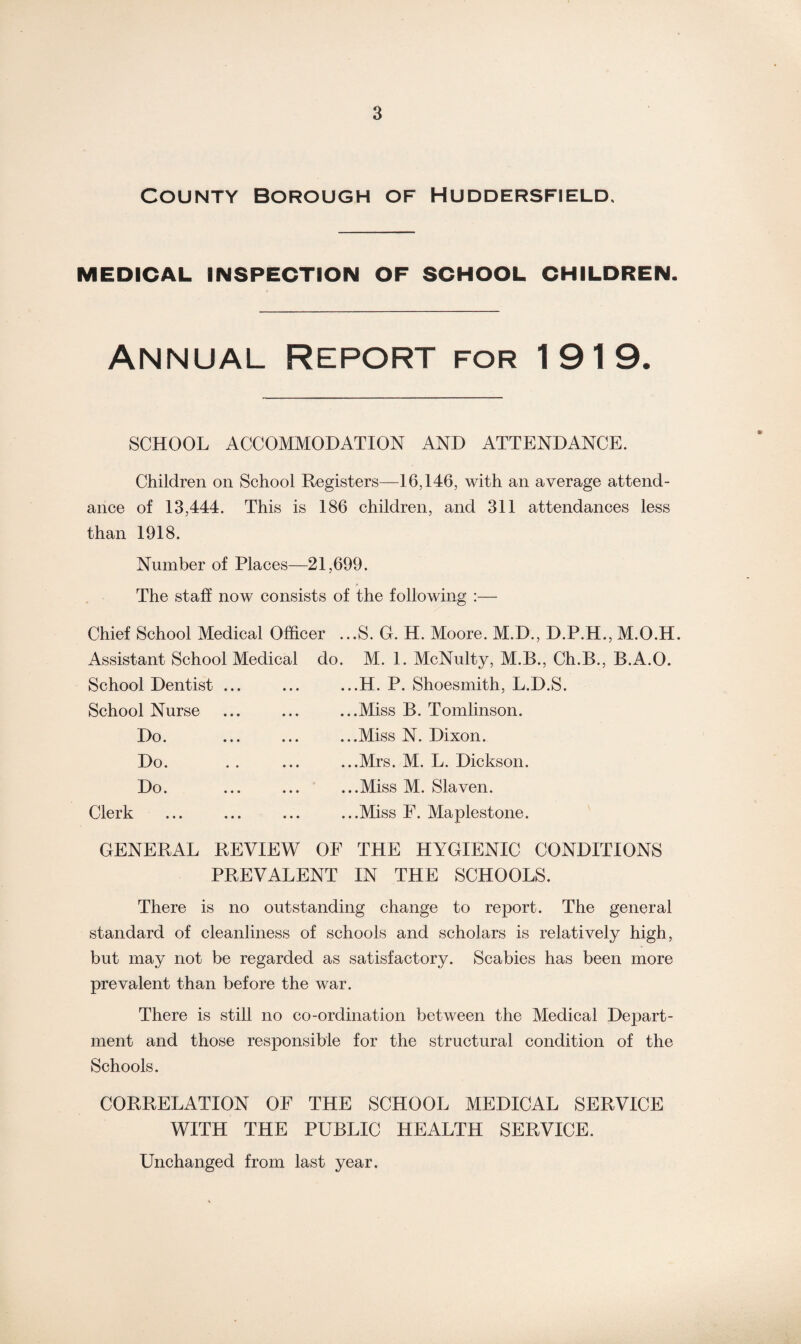 3
COUNTY BOROUGH OF HUDDERSFIELD.
MEDICAL INSPECTION OF SCHOOL CHILDREN.
ANNUAL REPORT FOR 1919.
SCHOOL ACCOMMODATION AND ATTENDANCE.
Children on School Registers—16,146, with an average attend-
ance of 13,444. This is 186 children, and 311 attendances less
than 1918.
Number of Places—21,699.
The staff now consists of the following :—
Chief School Medical Officer ...S. G. H. Moore. M.D., D.P.H., M.O.H.
Assistant School Medical do. M. 1. McNulty, M.B., Ch.B., B.A.O.
School Dentist ... ... ...H. P. Shoesmith, L.D.S.
School Nurse ... ... ...Miss B. Tomlinson.
Do. ... ... ...Miss N. Dixon.
Do. . . ... ...Mrs. M. L. Dickson.
Do. ... ... ...Miss M. Slaven.
Clerk ... ... ... ...Miss F. Maplestone.
GENERAL REVIEW OF THE HYGIENIC CONDITIONS
PREVALENT IN THE SCHOOLS.
There is no outstanding change to report. The general
standard of cleanliness of schools and scholars is relatively high,
but may not be regarded as satisfactory. Scabies has been more
prevalent than before the war.
There is still no co-ordination between the Medical Depart-
ment and those responsible for the structural condition of the
Schools.
CORRELATION OF THE SCHOOL MEDICAL SERVICE
WITH THE PUBLIC HEALTH SERVICE.
Unchanged from last year.